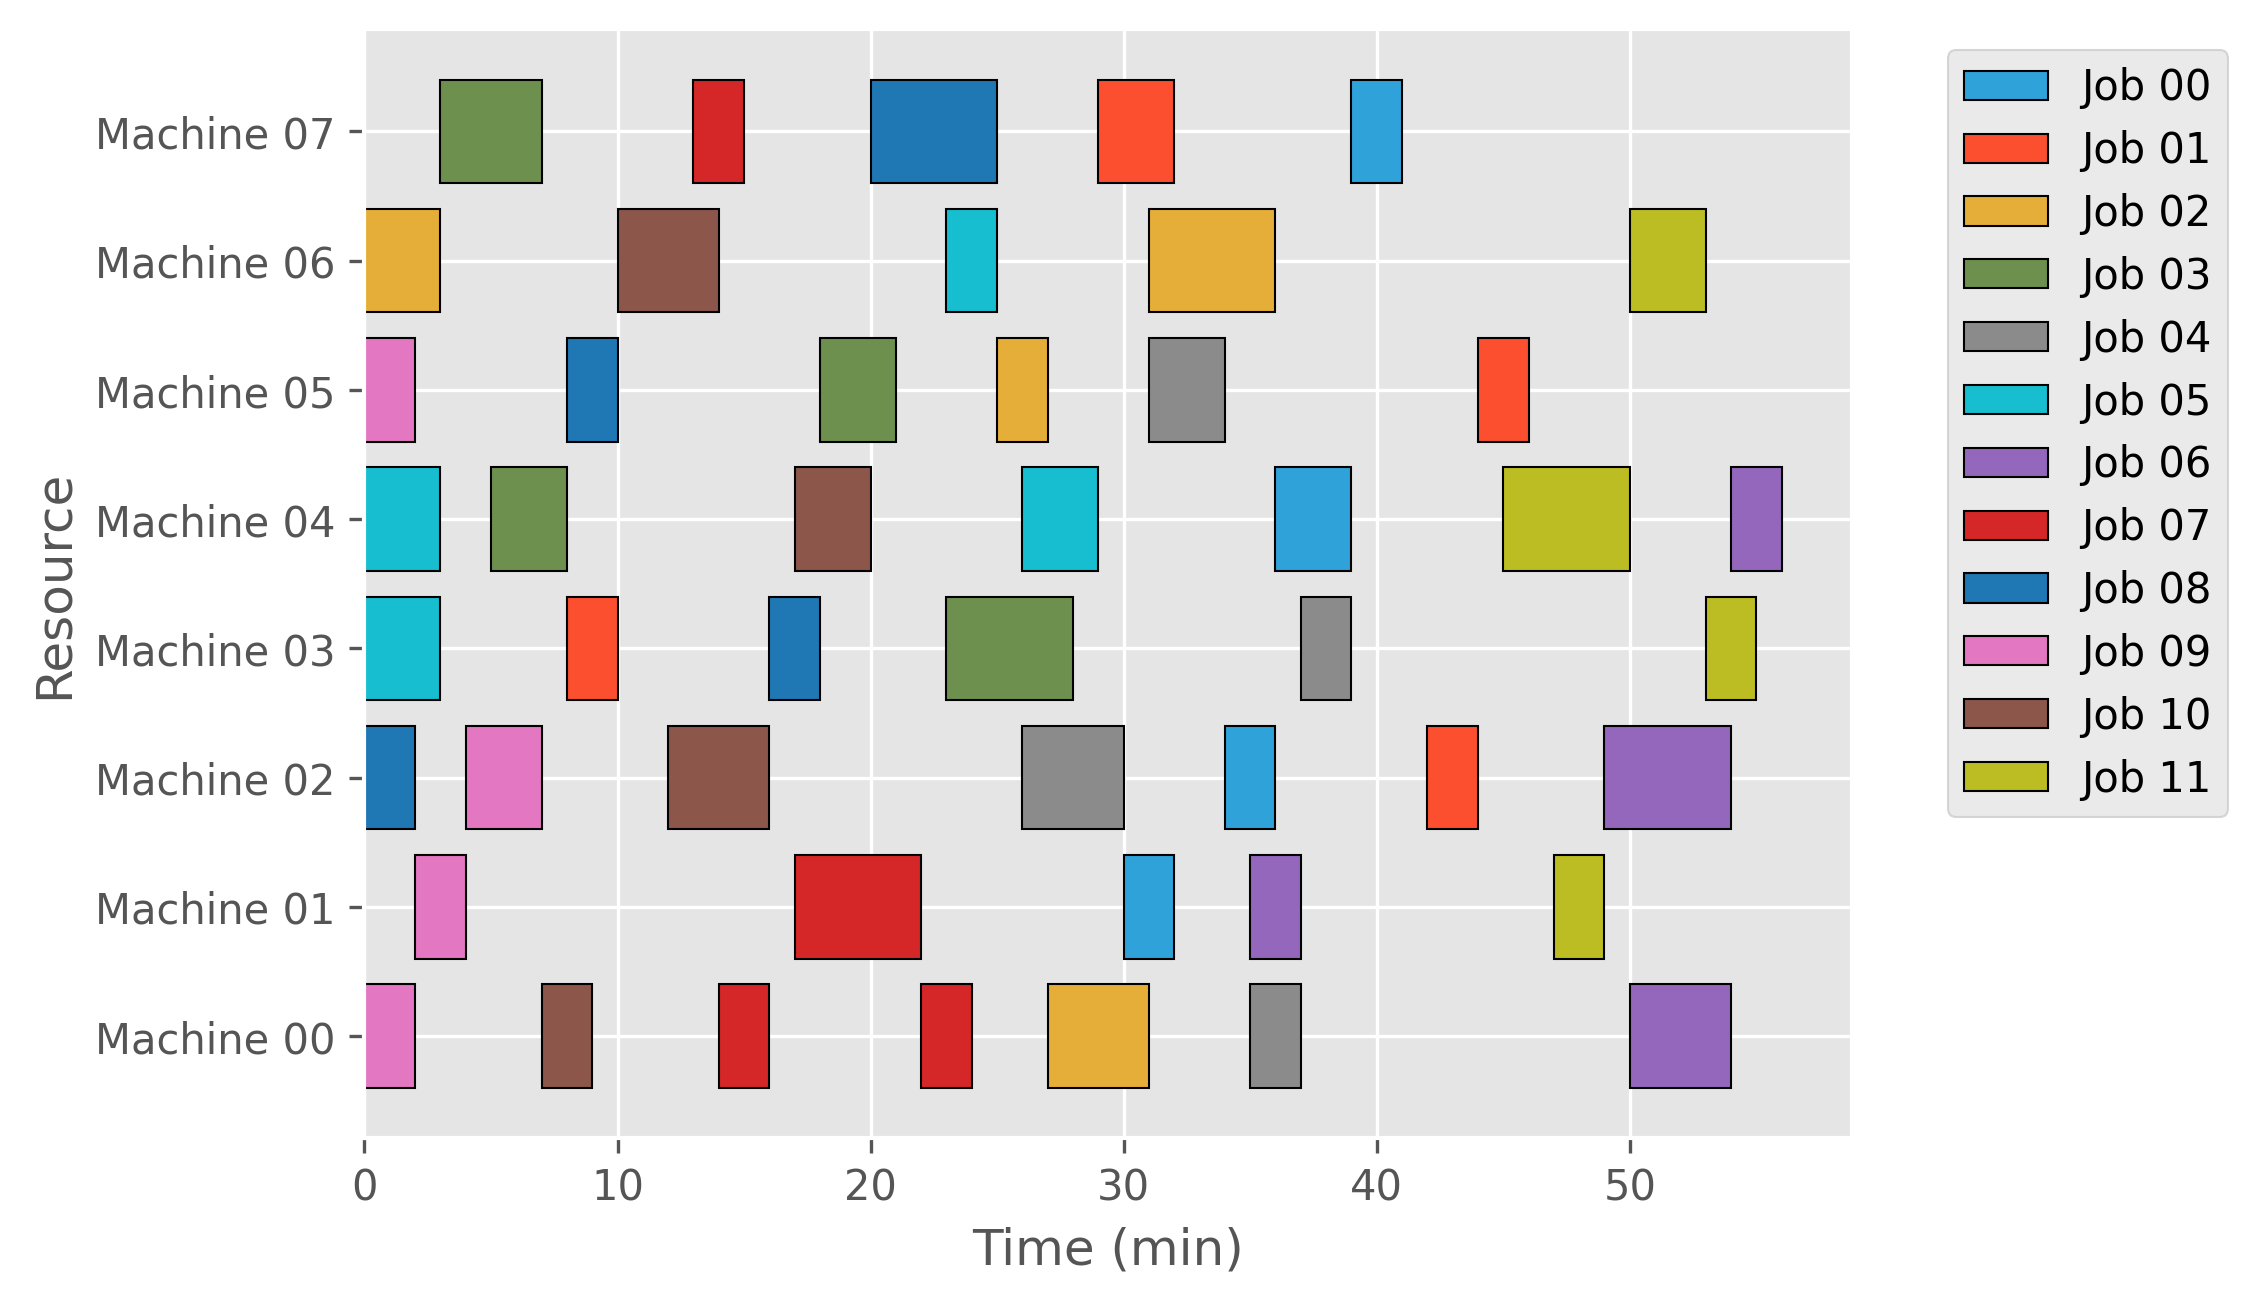 Machine 07
Machine 06
Machine 05
Machine 04
Machine 03
Machine 02
Machine 01
Machine 00
Resource
0 10 20 30 40 50
Time (min)
Job 00
Job 01
Job 02
Job 03
Job 04
Job 05
Job 06
Job 07
Job 08
Job 09
Job 10
Job 11